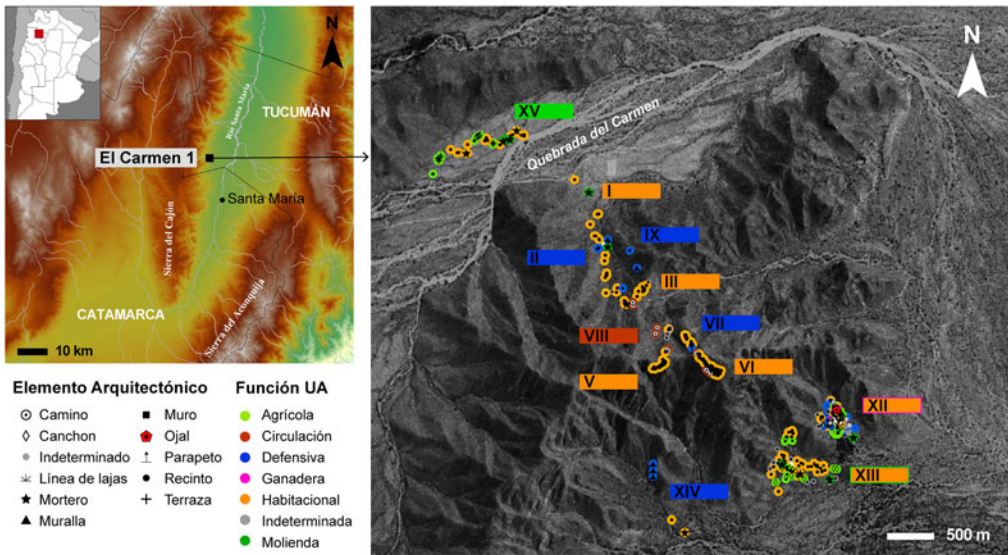 N
TUCUMÁN
Río Santa María
El Carmen 1
Santa María
Sierra del Cajón
CATAMARCA
Sierra del Aconquija
10 km
Elemento Arquitectónico
Camino
Canchon
Indeterminado
Línea de lajas
Mortero
Muralla
Muro
Ojal
Parapeto
Recinto
Terraza
Función UA
Agrícola
Circulación
Defensiva
Ganadera
Habitacional
Indeterminada
Molienda
N
XV
Quebrada del Carmen
I
IX
II
III
VIII
VII
V
VI
XII
XIII
XIV
500 m